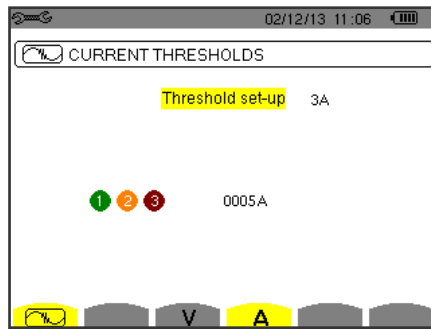 02/12/13 11:06
CURRENT THRESHOLDS
Threshold set-up 3A
1 2 3 0005A
V A